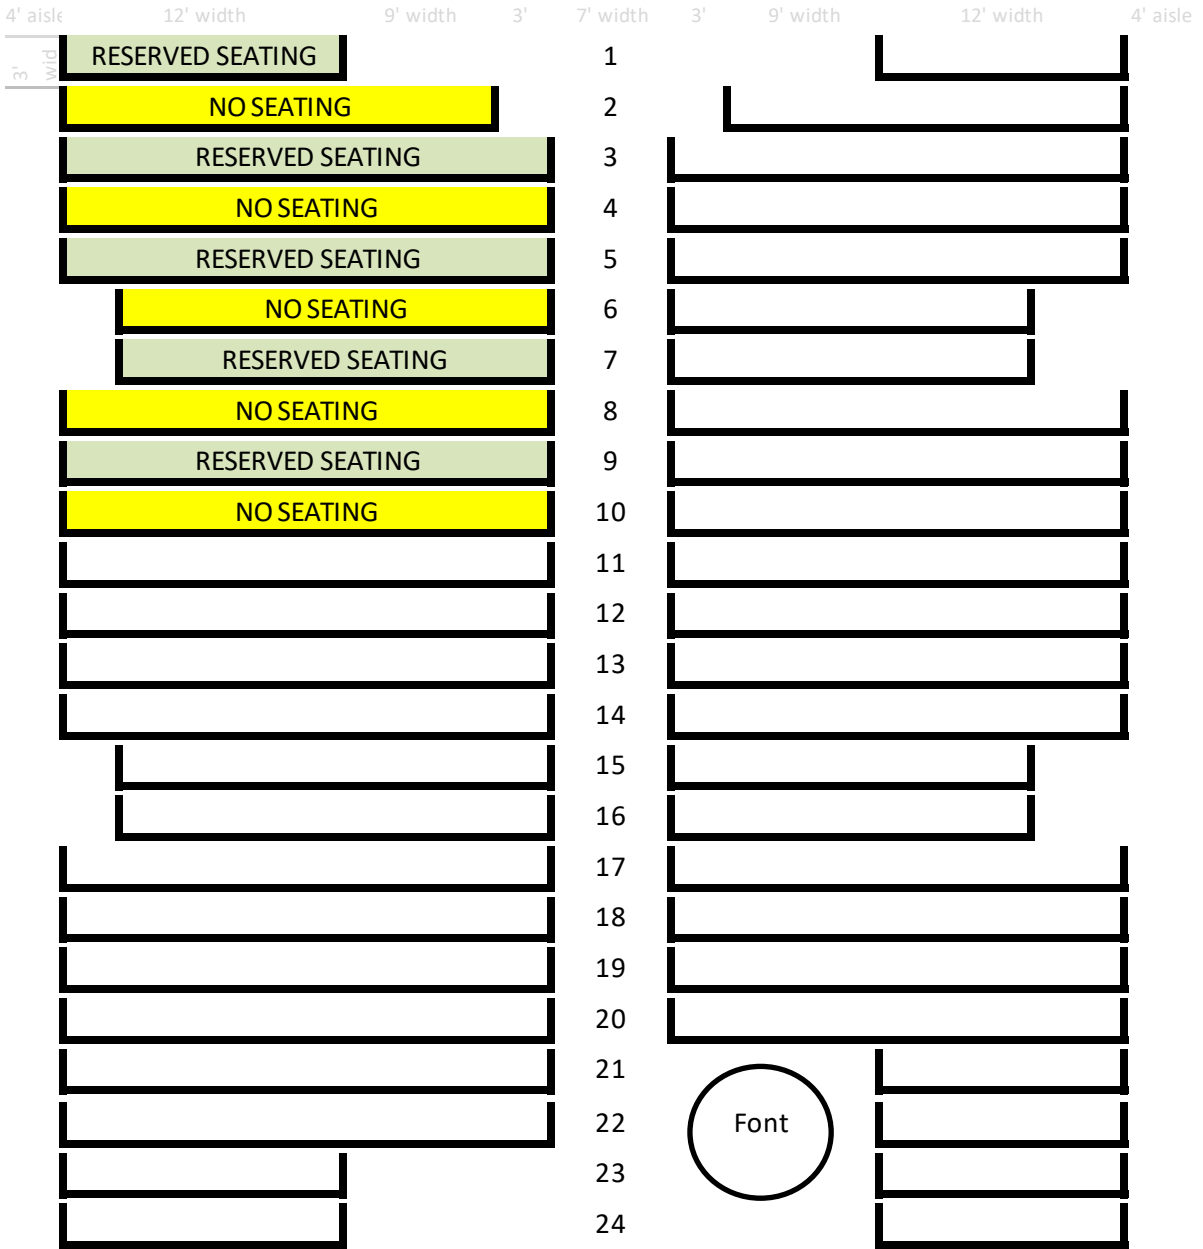 4' aisle 12' width 9' width 3' 7' width 3' 9' width 12' width 4' aisle
3' wid
RESERVED SEATING 1
NO SEATING 2
RESERVED SEATING 3
NO SEATING 4
RESERVED SEATING 5
NO SEATING 6
RESERVED SEATING 7
NO SEATING 8
RESERVED SEATING 9
NO SEATING 10
11
12
13
14
15
16
17
18
19
20
21
22 Font
23
24